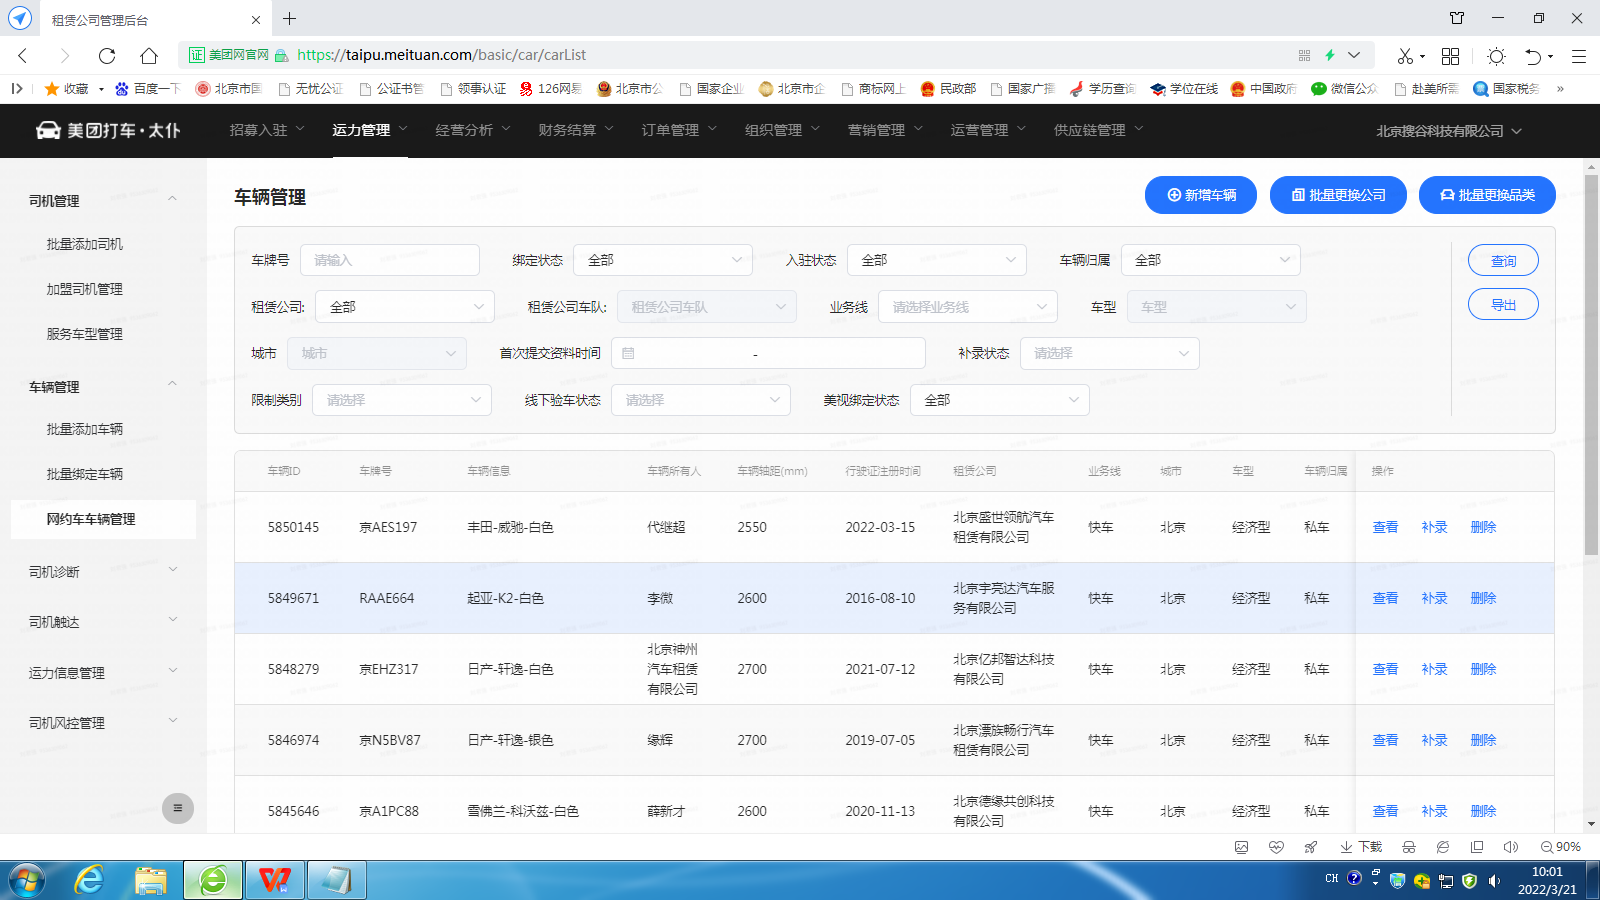 租赁公司管理后台
证 美团网官网 https://taipu.meituan.com/basic/car/carList
收藏 百度一下 北京市国 无忧公证 公证书管 领事认证 126网易 北京市公 国家企业 北京市企 商标网上 民政部 国家广播 学历查询 学位在线 中国政府 微信公众 赴美所需 国家税务 »
美团打车·太仆 招募入驻 运力管理 经营分析 财务结算 订单管理 组织管理 营销管理 运营管理 供应链管理 北京搜谷科技有限公司
司机管理
批量添加司机
加盟司机管理
服务车型管理
车辆管理
批量添加车辆
批量绑定车辆
网约车车辆管理
司机诊断
司机触达
运力信息管理
司机风控管理
车辆管理 新增车辆 批量更换公司 批量更换品类
车牌号 请输入 绑定状态 全部 入驻状态 全部 车辆归属 全部 查询
租赁公司: 全部 租赁公司车队: 租赁公司车队 业务线 请选择业务线 车型 车型 导出
城市 城市 首次提交资料时间 - 补录状态 请选择
限制类别 请选择 线下验车状态 请选择 美视绑定状态 全部
车辆ID 车牌号 车辆信息 车辆所有人 车辆轴距(mm) 行驶证注册时间 租赁公司 业务线 城市 车型 车辆归属 操作
5850145 京AES197 丰田-威驰-白色 代继超 2550 2022-03-15 北京盛世领航汽车租赁有限公司 快车 北京 经济型 私车 查看 补录 删除
5849671 RAAE664 起亚-K2-白色 李微 2600 2016-08-10 北京宇亮达汽车服务有限公司 快车 北京 经济型 私车 查看 补录 删除
5848279 京EHZ317 日产-轩逸-白色 北京神州汽车租赁有限公司 2700 2021-07-12 北京亿邦智达科技有限公司 快车 北京 经济型 私车 查看 补录 删除
5846974 京N5BV87 日产-轩逸-银色 缘辉 2700 2019-07-05 北京漂族畅行汽车租赁有限公司 快车 北京 经济型 私车 查看 补录 删除
5845646 京A1PC88 雪佛兰-科沃兹-白色 薛新才 2600 2020-11-13 北京德缘共创科技有限公司 快车 北京 经济型 私车 查看 补录 删除
下载 90%
CH 10:01
2022/3/21